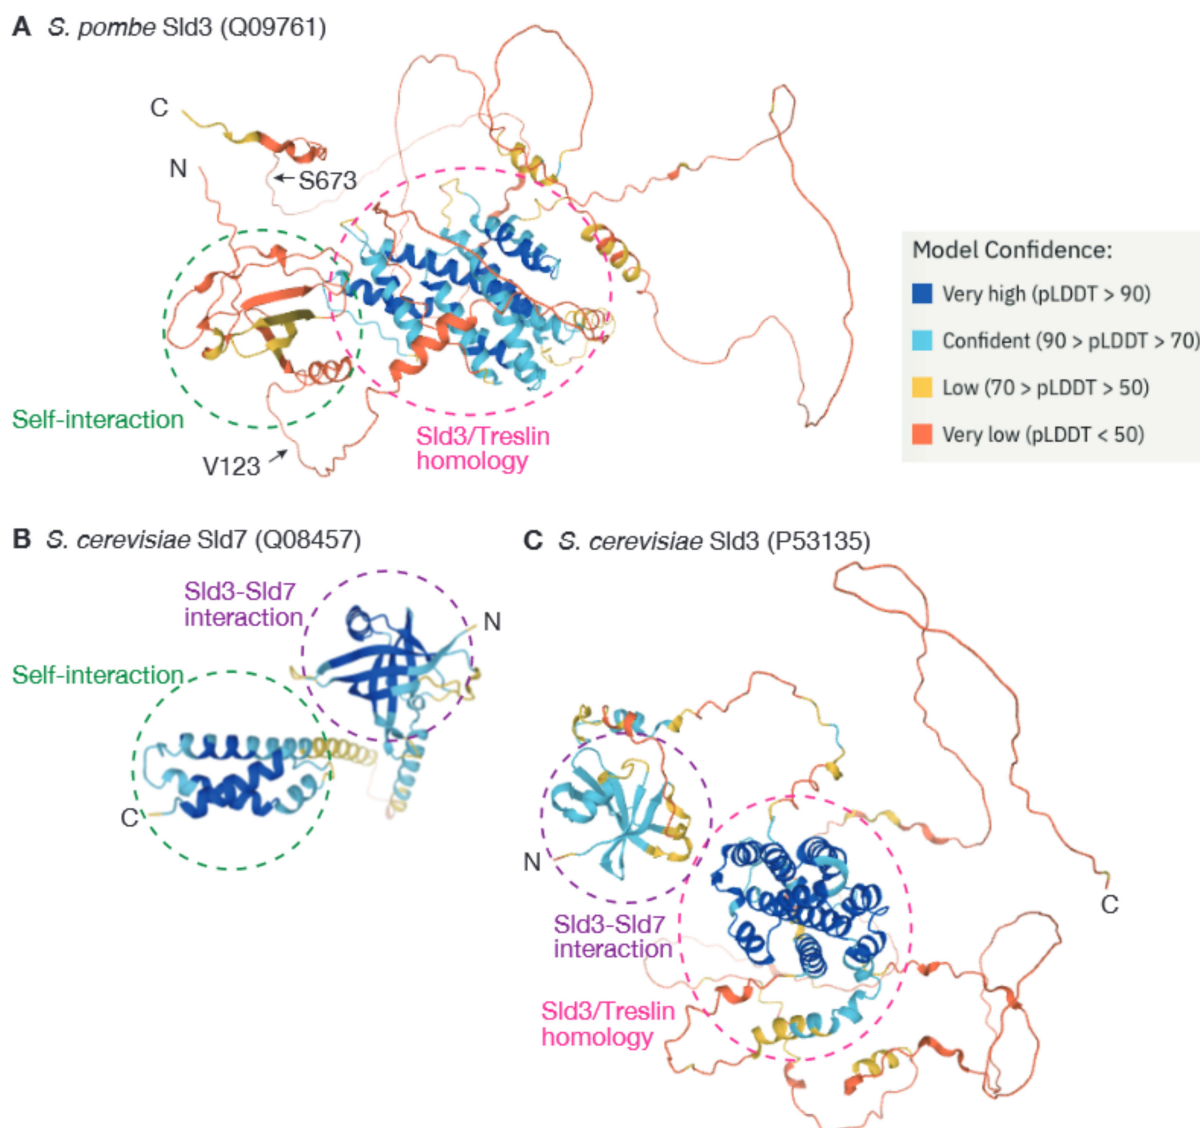 A S. pombe Sld3 (Q09761)
C
N
S673
Self-interaction
V123
Sld3/Treslin
homology
Model Confidence:
Very high (pLDDT > 90)
Confident (90 > pLDDT > 70)
Low (70 > pLDDT > 50)
Very low (pLDDT < 50)
B S. cerevisiae Sld7 (Q08457)
Sld3-Sld7
interaction
N
Self-interaction
C
C S. cerevisiae Sld3 (P53135)
N
Sld3-Sld7
interaction
C
Sld3/Treslin
homology